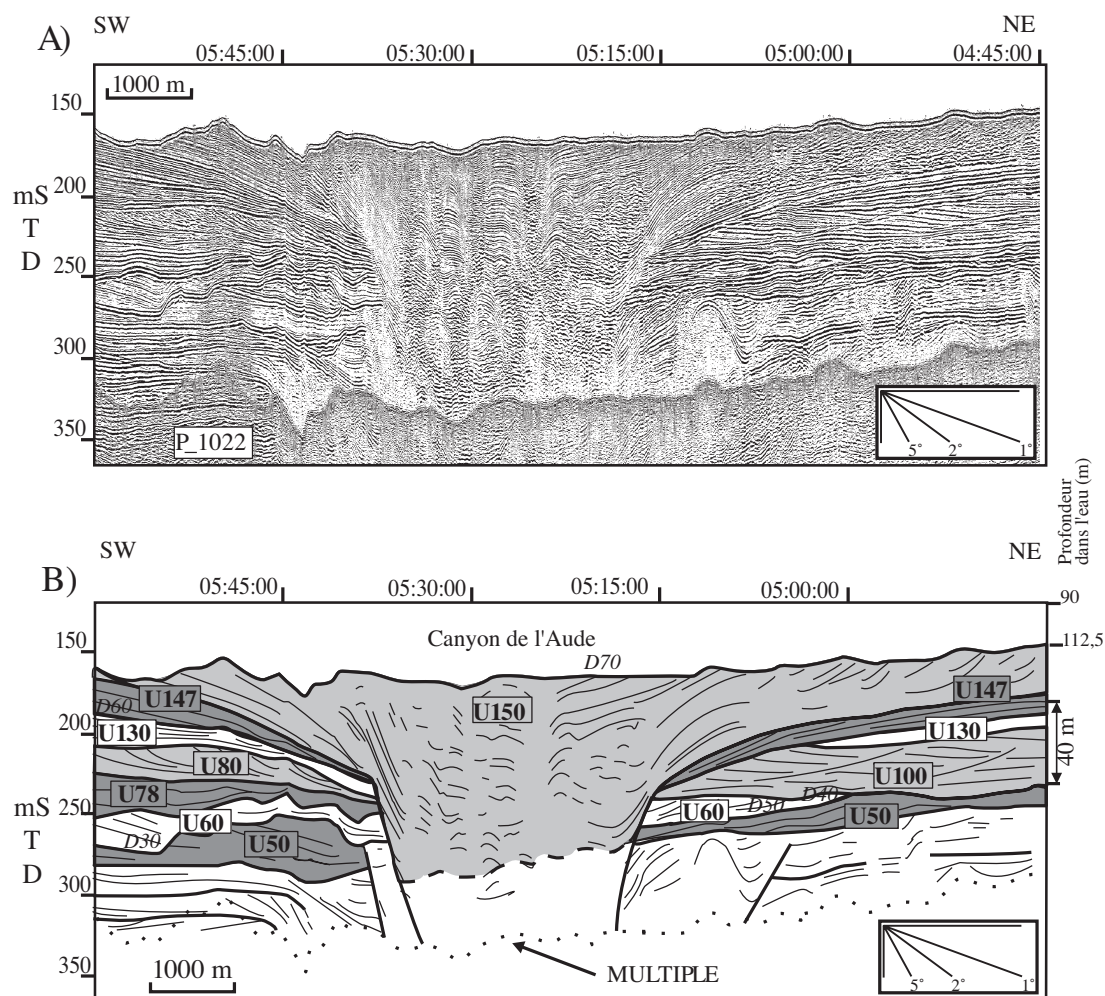 A)
SW
NE
05:45:00 05:30:00 05:15:00 05:00:00 04:45:00
1000 m
150
200
mS
T
D
250
300
350
P_1022
5° 2° 1°
Profondeur
dans l'eau (m)
B)
SW
NE
05:45:00 05:30:00 05:15:00 05:00:00
90
Canyon de l'Aude
112,5
150
D70
U147
U147
D60
U150
200
U130
U130
40 m
U80
U100
U78
250
mS
T
D
U60
U60
D50
D40
U50
D30
U50
300
350
1000 m
MULTIPLE
5° 2° 1°